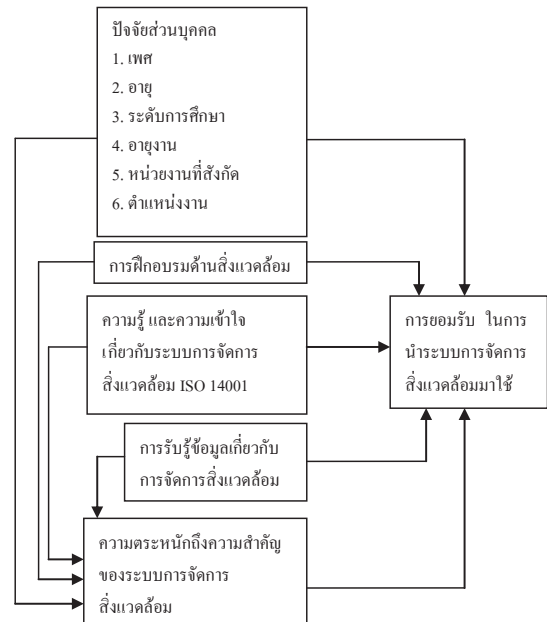 ปัจจัยส่วนบุคคล
1. เพศ
2. อายุ
3. ระดับการศึกษา
4. อายุงาน
5. หน่วยงานที่สังกัด
6. ตำแหน่งงาน
การฝึกอบรมด้านสิ่งแวดล้อม
ความรู้ และความเข้าใจ
เกี่ยวกับระบบการจัดการ
สิ่งแวดล้อม ISO 14001
การยอมรับ ในการ
นำระบบการจัดการ
สิ่งแวดล้อมมาใช้
การรับรู้ข้อมูลเกี่ยวกับ
การจัดการสิ่งแวดล้อม
ความตระหนักถึงความสำคัญ
ของระบบการจัดการ
สิ่งแวดล้อม